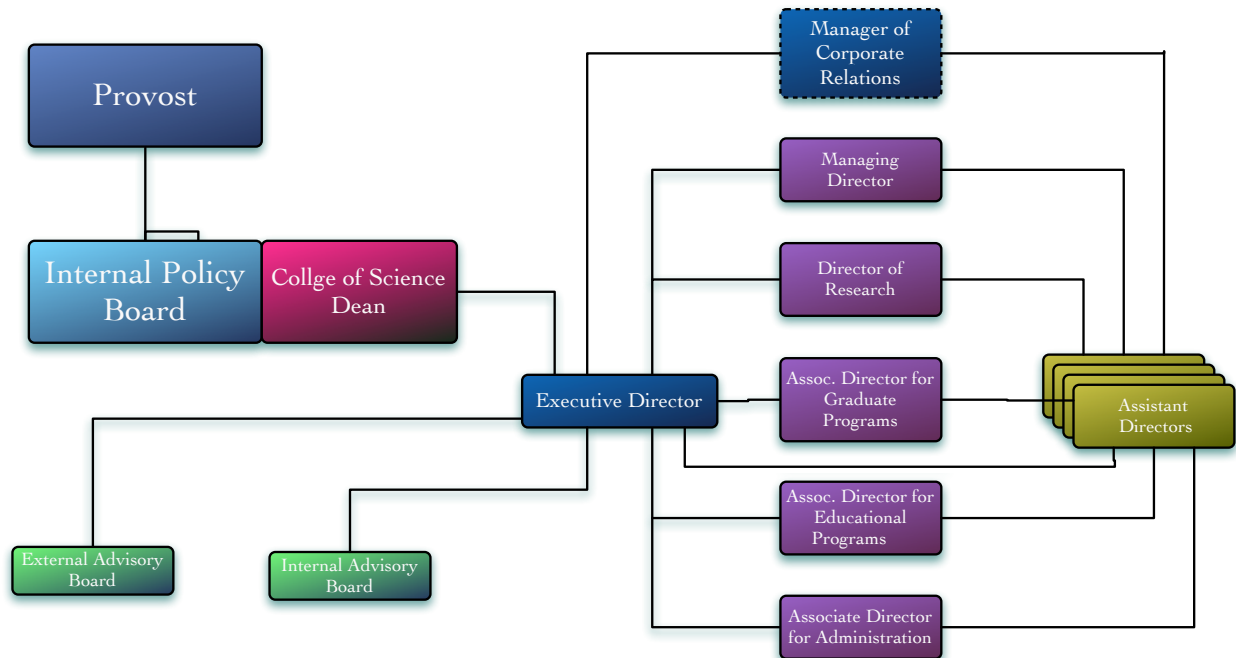 Provost
Internal Policy
Board
Collge of Science
Dean
Executive Director
External Advisory
Board
Internal Advisory
Board
Manager of
Corporate
Relations
Managing
Director
Director of
Research
Assoc. Director for
Graduate
Programs
Assoc. Director for
Educational
Programs
Associate Director
for Administration
Assistant
Directors